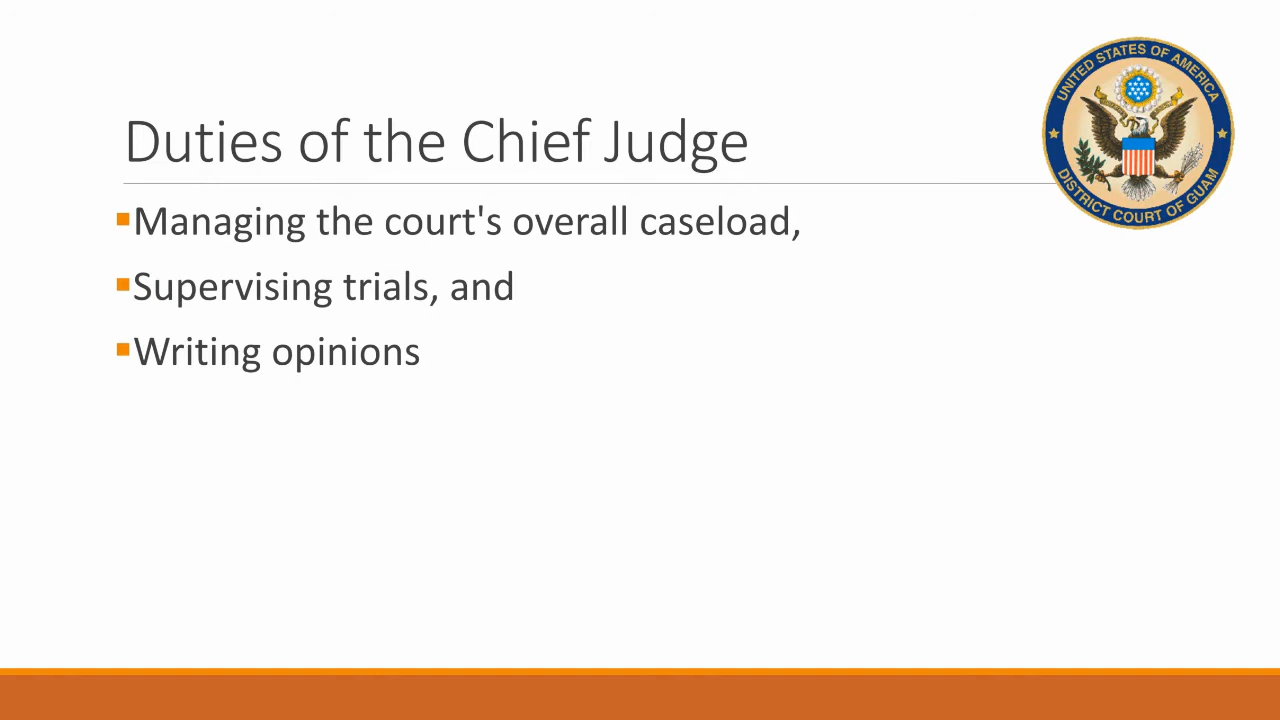 UNITED STATES OF AMERICA
DISTRICT COURT OF GUAM
Duties of the Chief Judge
▪Managing the court's overall caseload,
▪Supervising trials, and
▪Writing opinions